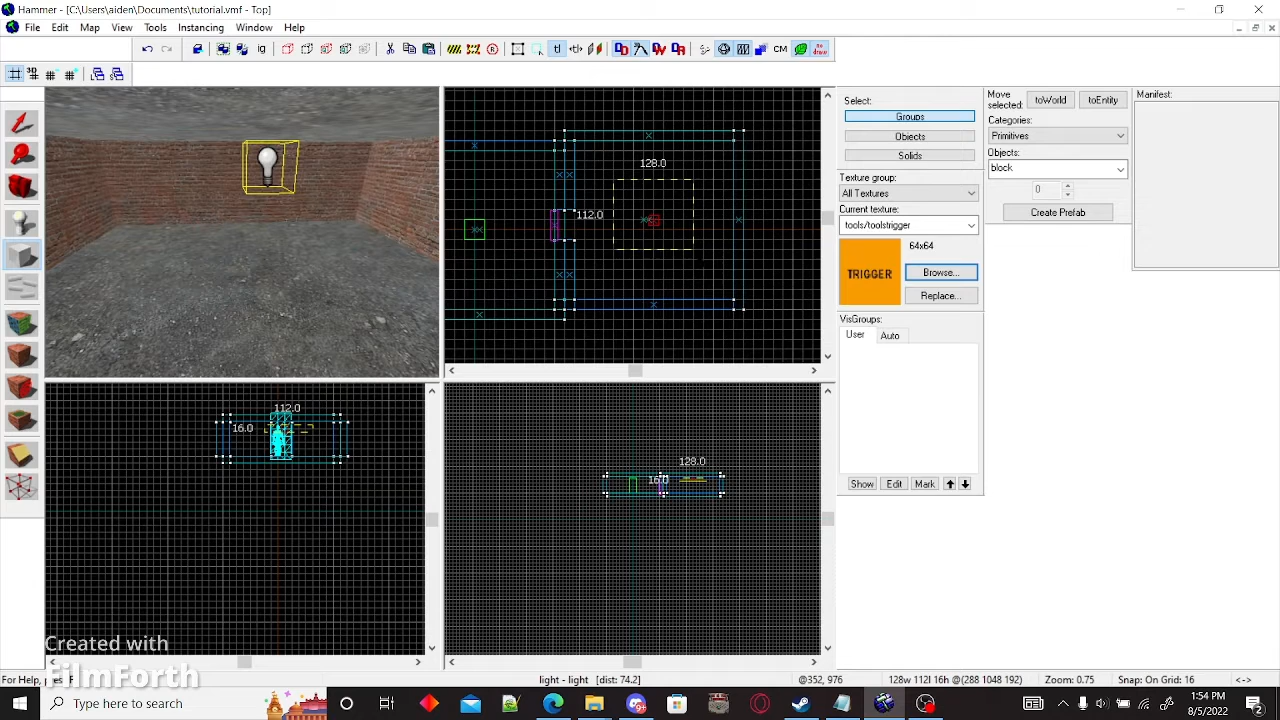 Hammer - [C:\Users\aiden\Documents\tutorial.vmf - Top]
File Edit Map View Tools Instancing Window Help
Select:
Groups
Objects
Solids
Texture group:
All Textures
Current texture:
tools/toolstrigger
64x64
TRIGGER
Browse...
Replace...
VisGroups:
User Auto
Show Edit Mark
Move selected: toWorld toEntity
Categories:
Primitives
Objects:
block
0
Create Prefab
Manifest:
128.0
112.0
112.0
16.0
128.0
16.0
Created with
FilmForth
For Help, pres
light - light [dist: 74.2]
@352, 976
128w 112l 16h @(288 1048 192)
Zoom: 0.75
Snap: On Grid: 16
<->
Type here to search
1:54 PM
8/5/2022